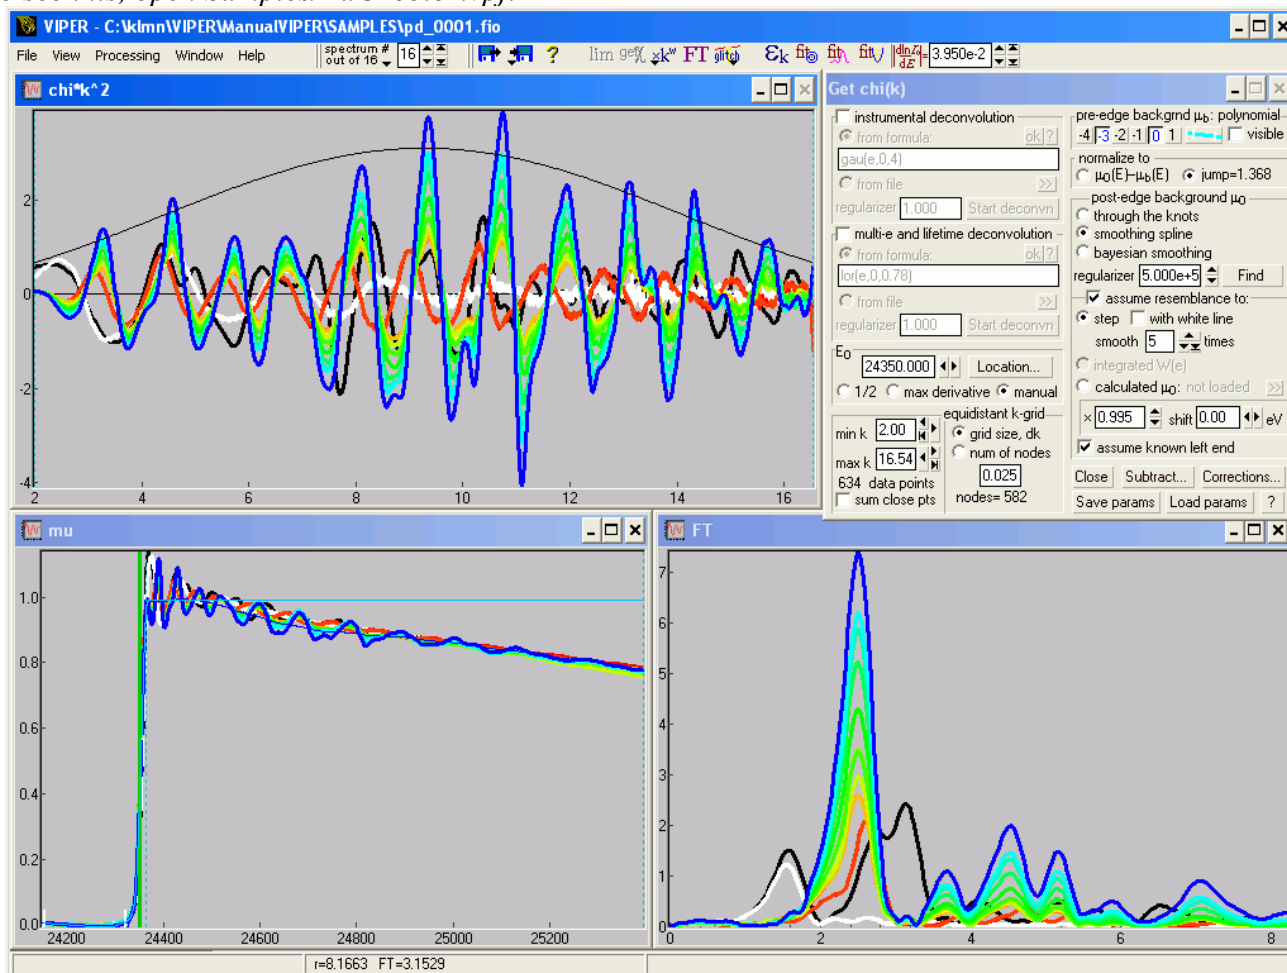 VIPER - C:\klmn\VIPER\ManualVIPER\SAMPLES\pd_0001.fio
File View Processing Window Help
spectrum # out of 16 16
? lim FT glitch εk fit fit fit 3.950e-2
chi*k^2
2
0
-2
-4
2 4 6 8 10 12 14 16
Get chi(k)
instrumental deconvolution
from formula: ok ?
gau(e,0,4)
from file >>
regularizer 1.000 Start deconvn
multi-e and lifetime deconvolution
from formula: ok ?
lor(e,0,0.78)
from file >>
regularizer 1.000 Start deconvn
E0
24350.000 Location...
1/2 max derivative manual
min k 2.00
max k 16.54
634 data points
sum close pts
equidistant k-grid
grid size, dk
num of nodes
0.025
nodes= 582
pre-edge backgrnd μb: polynomial
-4 -3 -2 -1 0 1 visible
normalize to
μ0(E)-μb(E) jump=1.368
post-edge background μ0
through the knots
smoothing spline
bayesian smoothing
regularizer 5.000e+5 Find
assume resemblance to:
step with white line
smooth 5 times
integrated W(e)
calculated μ0: not loaded >>
× 0.995 shift 0.00 eV
assume known left end
Close Subtract... Corrections...
Save params Load params ?
mu
1.0
0.8
0.6
0.4
0.2
0.0
24200 24400 24600 24800 25000 25200
FT
7
6
5
4
3
2
1
0
0 2 4 6 8
r=8.1663 FT=3.1529